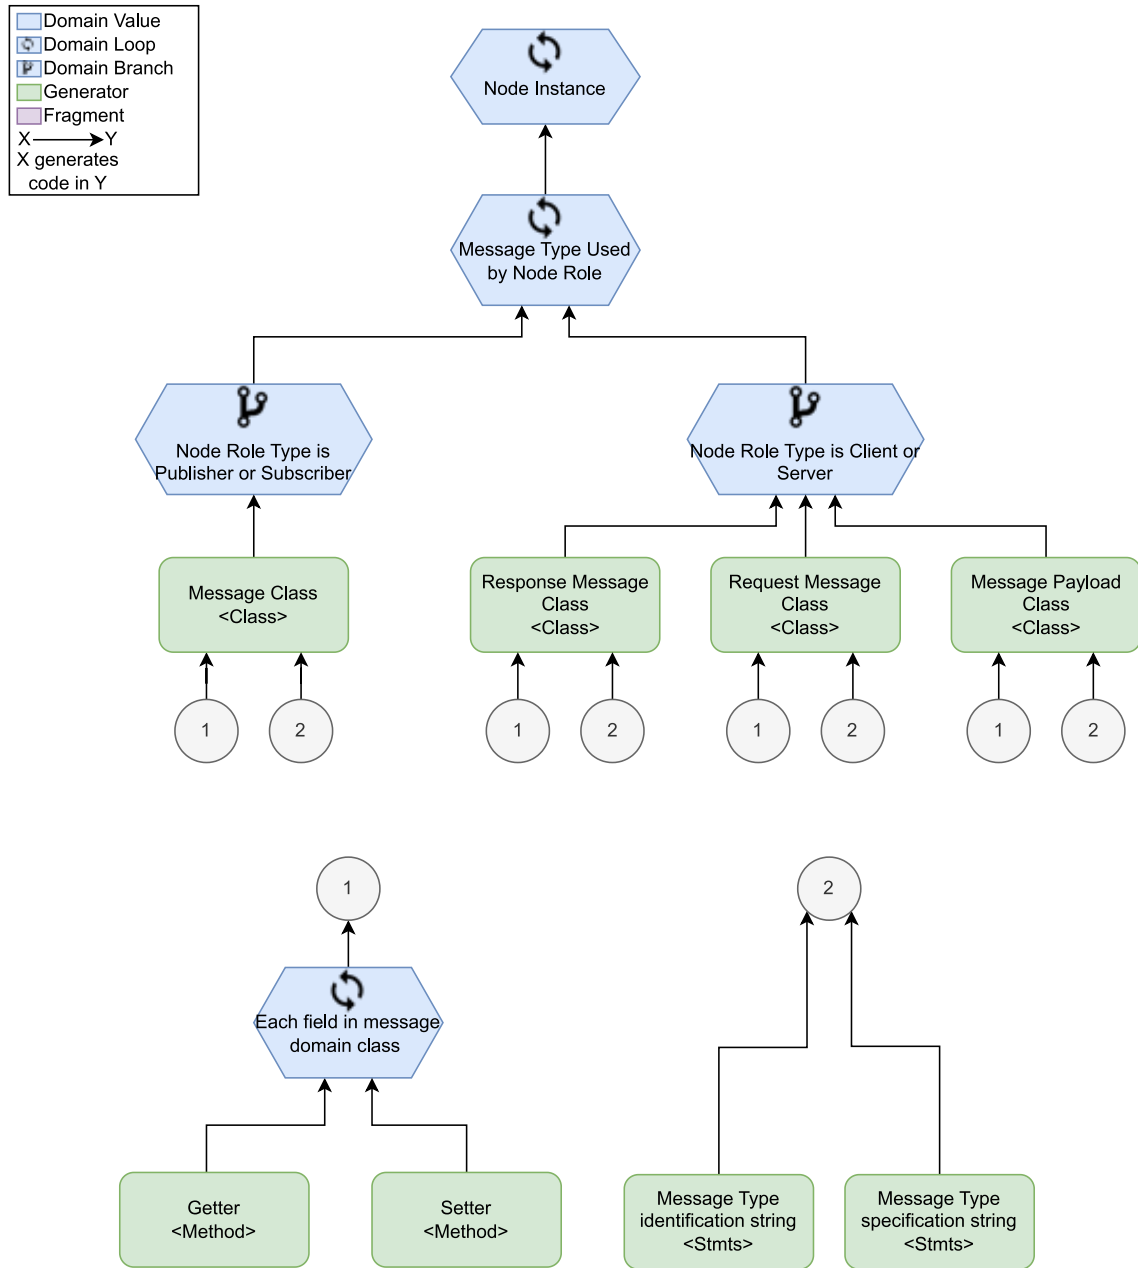 Domain Value
Domain Loop
Domain Branch
Generator
Fragment
X Y
X generates
code in Y
Node Instance
Message Type Used
by Node Role
Node Role Type is
Publisher or Subscriber
Node Role Type is Client or
Server
Message Class
<Class>
Response Message
Class
<Class>
Request Message
Class
<Class>
Message Payload
Class
<Class>
1
2
1
2
1
2
1
2
1
2
Each field in message
domain class
Getter
<Method>
Setter
<Method>
Message Type
identification string
<Stmts>
Message Type
specification string
<Stmts>